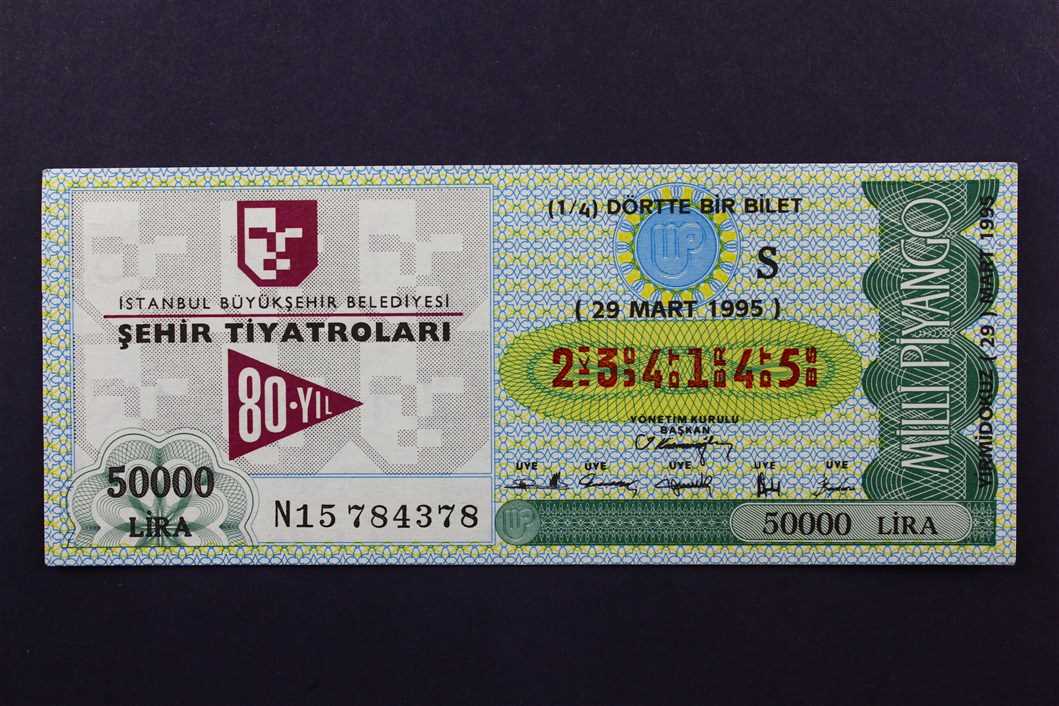 İSTANBUL BÜYÜKŞEHİR BELEDİYESİ
ŞEHİR TİYATROLARI
80.YIL
50000
LİRA
N15 784378
(1/4) DÖRTTE BİR BİLET
S
( 29 MART 1995 )
2 3 4 1 4 5
YÖNETİM KURULU
BAŞKAN
ÜYE ÜYE ÜYE ÜYE ÜYE
50000 LİRA
MİLLİ PİYANGO
YİRMİDOKUZ ( 29 ) MART 1995